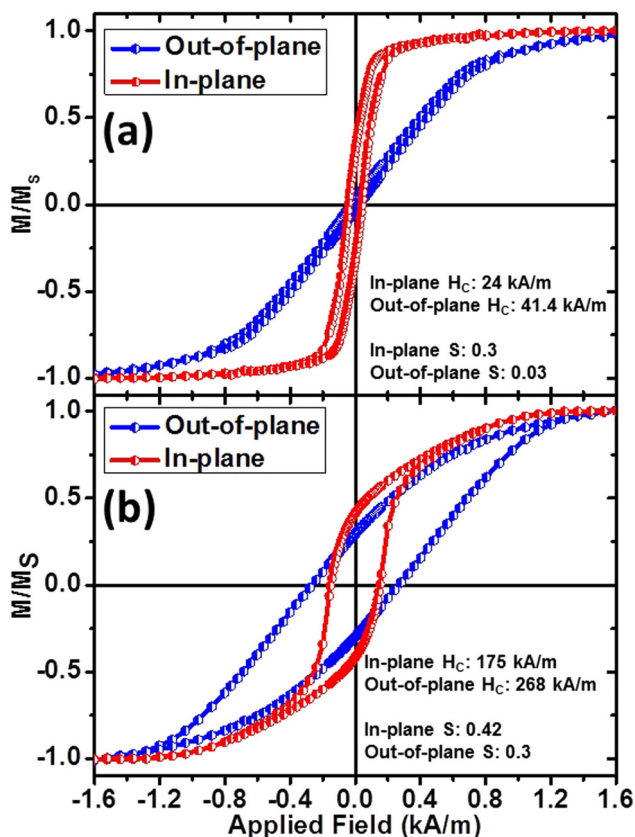 Out-of-plane
In-plane
(a)
1.0
0.5
0.0
-0.5
-1.0
M/Ms
In-plane HC: 24 kA/m
Out-of-plane HC: 41.4 kA/m
In-plane S: 0.3
Out-of-plane S: 0.03
Out-of-plane
In-plane
(b)
1.0
0.5
0.0
-0.5
-1.0
M/MS
In-plane HC: 175 kA/m
Out-of-plane HC: 268 kA/m
In-plane S: 0.42
Out-of-plane S: 0.3
-1.6 -1.2 -0.8 -0.4 0.0 0.4 0.8 1.2 1.6
Applied Field (kA/m)